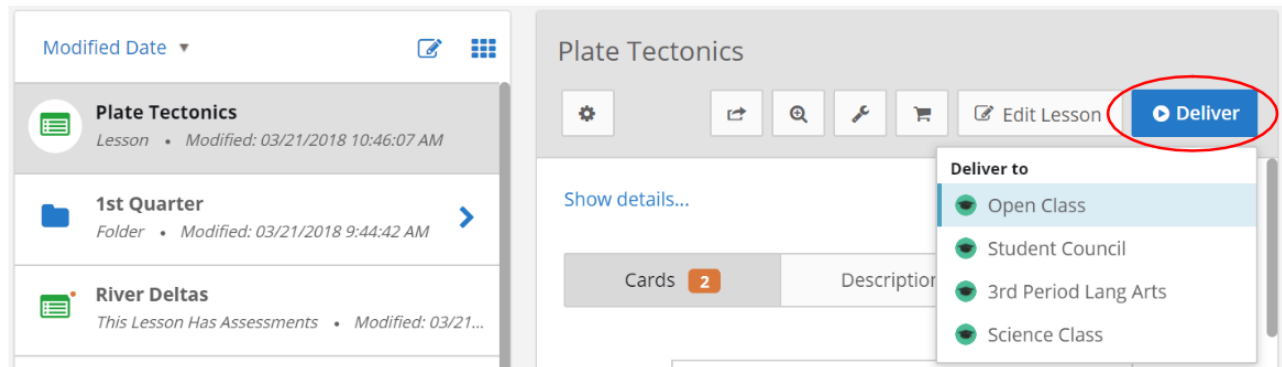 Modified Date
Plate Tectonics
Lesson • Modified: 03/21/2018 10:46:07 AM
1st Quarter
Folder • Modified: 03/21/2018 9:44:42 AM
River Deltas
This Lesson Has Assessments • Modified: 03/21...
Plate Tectonics
Edit Lesson
Deliver
Show details...
Cards 2
Description
Deliver to
Open Class
Student Council
3rd Period Lang Arts
Science Class